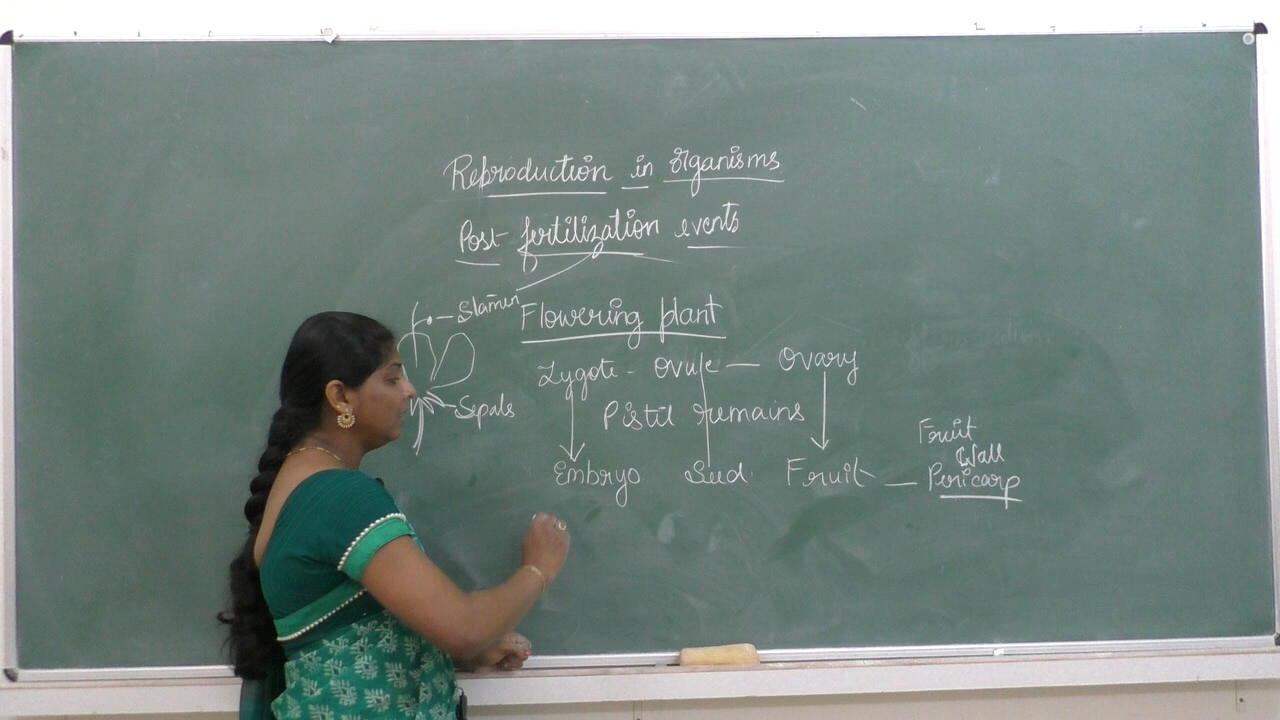 Reproduction in organisms
Post fertilization events
Stamen
Flowering plant
Zygote - Ovule — Ovary
Sepals
Pistil remains
Fruit
Wall
Embryo Seed Fruit — Pericarp